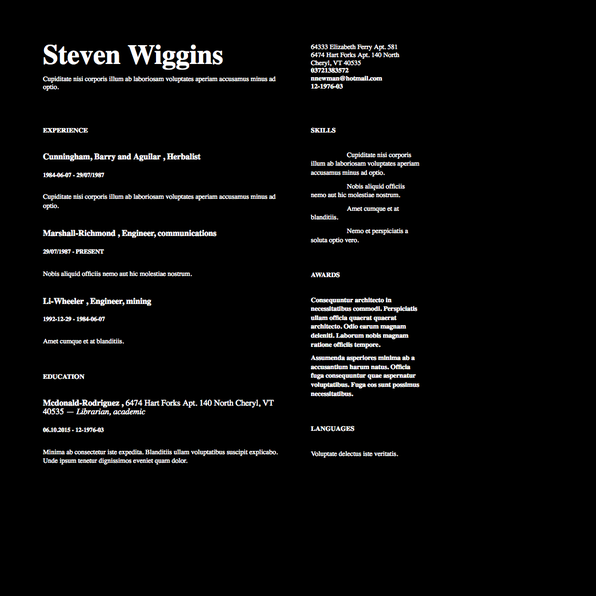 Steven Wiggins
Cupiditate nisi corporis illum ab laboriosam voluptates aperiam accusamus minus ad
optio.
64333 Elizabeth Ferry Apt. 581
6474 Hart Forks Apt. 140 North
Cheryl, VT 40535
03721383572
nnewman@hotmail.com
12-1976-03
EXPERIENCE
Cunningham, Barry and Aguilar , Herbalist
1984-06-07 - 29/07/1987
Cupiditate nisi corporis illum ab laboriosam voluptates aperiam accusamus minus ad
optio.
Marshall-Richmond , Engineer, communications
29/07/1987 - PRESENT
Nobis aliquid officiis nemo aut hic molestiae nostrum.
Li-Wheeler , Engineer, mining
1992-12-29 - 1984-06-07
Amet cumque et at blanditiis.
EDUCATION
Mcdonald-Rodriguez , 6474 Hart Forks Apt. 140 North Cheryl, VT
40535 — Librarian, academic
06.10.2015 - 12-1976-03
Minima ab consectetur iste expedita. Blanditiis ullam voluptatibus suscipit explicabo.
Unde ipsum tenetur dignissimos eveniet quam dolor.
SKILLS
Cupiditate nisi corporis
illum ab laboriosam voluptates aperiam
accusamus minus ad optio.
Nobis aliquid officiis
nemo aut hic molestiae nostrum.
Amet cumque et at
blanditiis.
Nemo et perspiciatis a
soluta optio vero.
AWARDS
Consequuntur architecto in
necessitatibus commodi. Perspiciatis
ullam officia quaerat quaerat
architecto. Odio earum magnam
deleniti. Laborum nobis magnam
ratione officiis tempore.
Assumenda asperiores minima ab a
accusantium harum natus. Officia
fuga consequuntur quae aspernatur
voluptatibus. Fuga eos sunt possimus
necessitatibus.
LANGUAGES
Voluptate delectus iste veritatis.